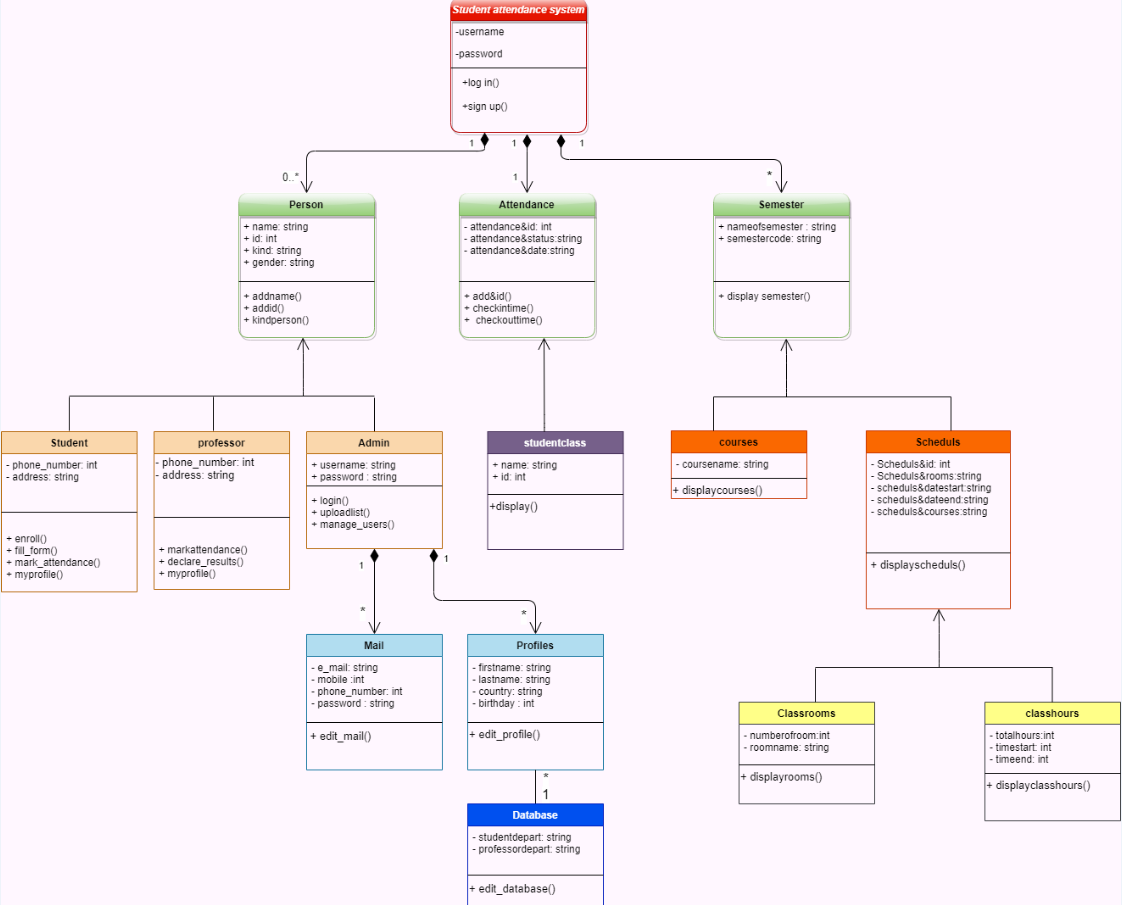 Student attendance system
-username
-password
+log in()
+sign up()
1
1
1
0..*
1
*
Person
+ name: string
+ id: int
+ kind: string
+ gender: string
+ addname()
+ addid()
+ kindperson()
Attendance
- attendance&id: int
- attendance&status:string
- attendance&date:string
+ add&id()
+ checkintime()
+ checkouttime()
Semester
+ nameofsemester : string
+ semestercode: string
+ display semester()
Student
- phone_number: int
- address: string
+ enroll()
+ fill_form()
+ mark_attendance()
+ myprofile()
professor
- phone_number: int
- address: string
+ markattendance()
+ declare_results()
+ myprofile()
Admin
+ username: string
+ password : string
+ login()
+ uploadlist()
+ manage_users()
studentclass
+ name: string
+ id: int
+display()
courses
- coursename: string
+ displaycourses()
Scheduls
- Scheduls&id: int
- Scheduls&rooms:string
- scheduls&datestart:string
- scheduls&dateend:string
- scheduls&courses:string
+ displayscheduls()
1
1
*
*
Mail
- e_mail: string
- mobile :int
- phone_number: int
- password : string
+ edit_mail()
Profiles
- firstname: string
- lastname: string
- country: string
- birthday : int
+ edit_profile()
*
1
Database
- studentdepart: string
- professordepart: string
+ edit_database()
Classrooms
- numberofroom:int
- roomname: string
+ displayrooms()
classhours
- totalhours:int
- timestart: int
- timeend: int
+ displayclasshours()